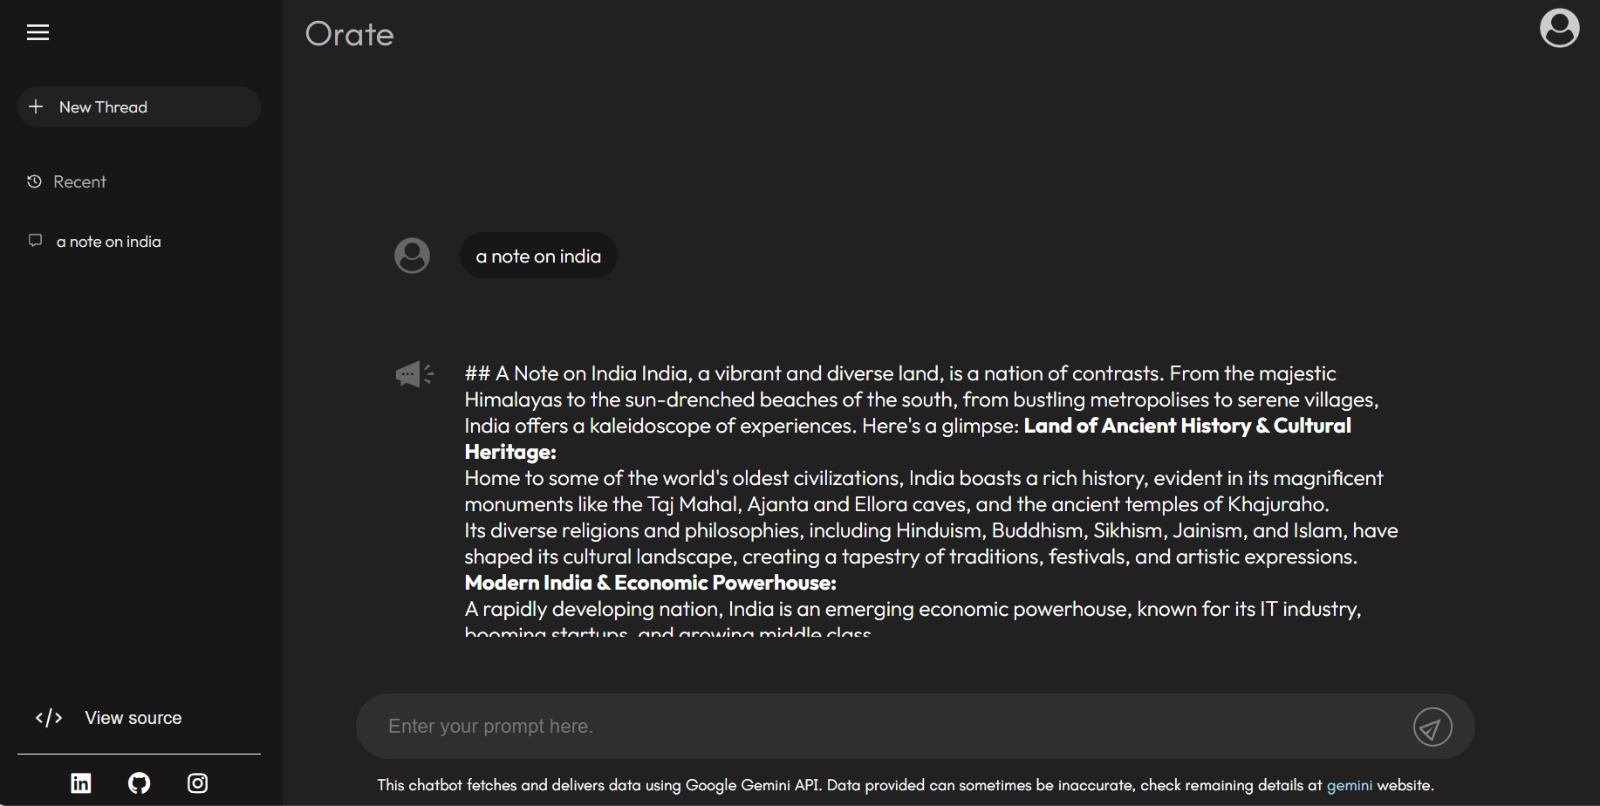 Orate
New Thread
Recent
a note on india
a note on india
## A Note on India India, a vibrant and diverse land, is a nation of contrasts. From the majestic
Himalayas to the sun-drenched beaches of the south, from bustling metropolises to serene villages,
India offers a kaleidoscope of experiences. Here's a glimpse: Land of Ancient History & Cultural
Heritage:
Home to some of the world's oldest civilizations, India boasts a rich history, evident in its magnificent
monuments like the Taj Mahal, Ajanta and Ellora caves, and the ancient temples of Khajuraho.
Its diverse religions and philosophies, including Hinduism, Buddhism, Sikhism, Jainism, and Islam, have
shaped its cultural landscape, creating a tapestry of traditions, festivals, and artistic expressions.
Modern India & Economic Powerhouse:
A rapidly developing nation, India is an emerging economic powerhouse, known for its IT industry,
booming startups, and growing middle class.
</> View source
in
Enter your prompt here.
This chatbot fetches and delivers data using Google Gemini API. Data provided can sometimes be inaccurate, check remaining details at gemini website.